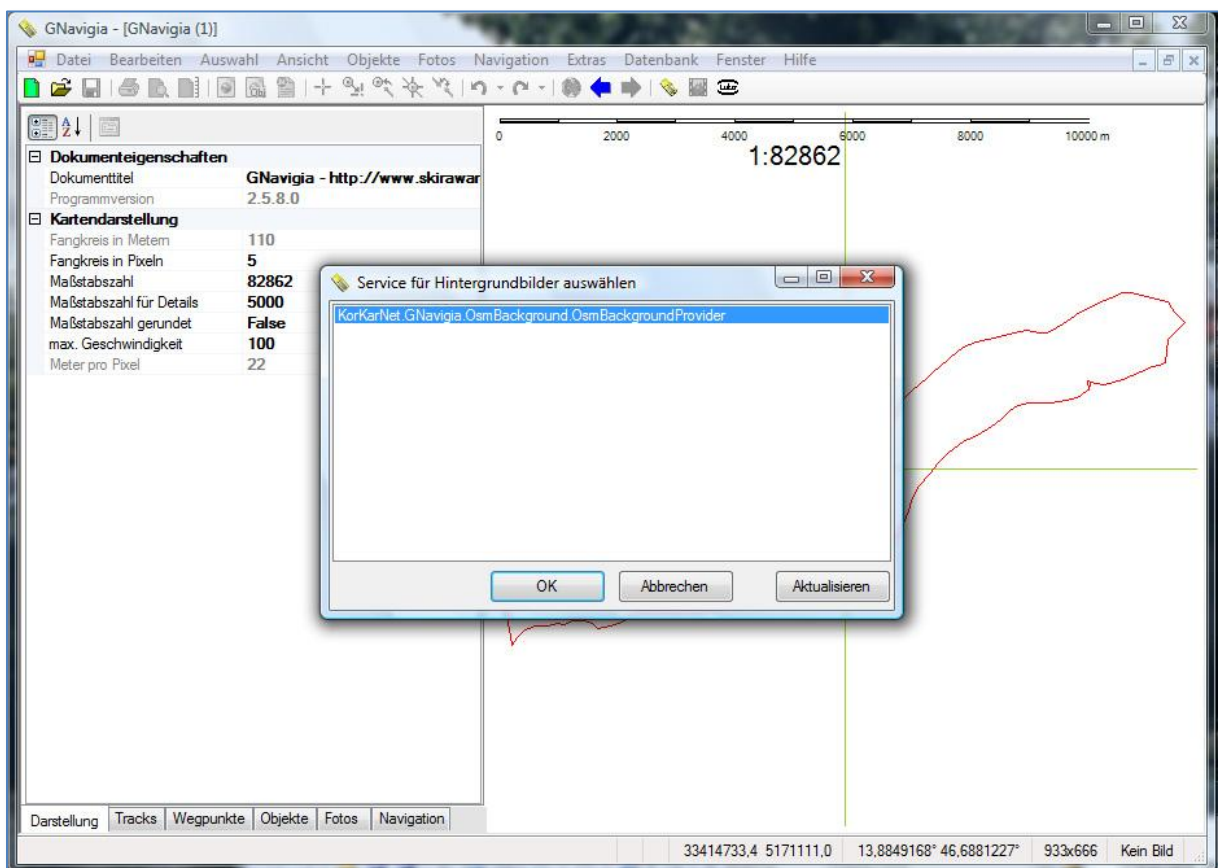 GNavigia - [GNavigia (1)]
Datei Bearbeiten Auswahl Ansicht Objekte Fotos Navigation Extras Datenbank Fenster Hilfe
Dokumenteigenschaften
Dokumenttitel GNavigia - http://www.skirawar
Programmversion 2.5.8.0
Kartendarstellung
Fangkreis in Metern 110
Fangkreis in Pixeln 5
Maßstabszahl 82862
Maßstabszahl für Details 5000
Maßstabszahl gerundet False
max. Geschwindigkeit 100
Meter pro Pixel 22
0 2000 4000 6000 8000 10000 m
1:82862
Service für Hintergrundbilder auswählen
KorKarNet.GNavigia.OsmBackground.OsmBackgroundProvider
OK Abbrechen Aktualisieren
Darstellung Tracks Wegpunkte Objekte Fotos Navigation
33414733,4 5171111,0 13,8849168° 46,6881227° 933x666 Kein Bild